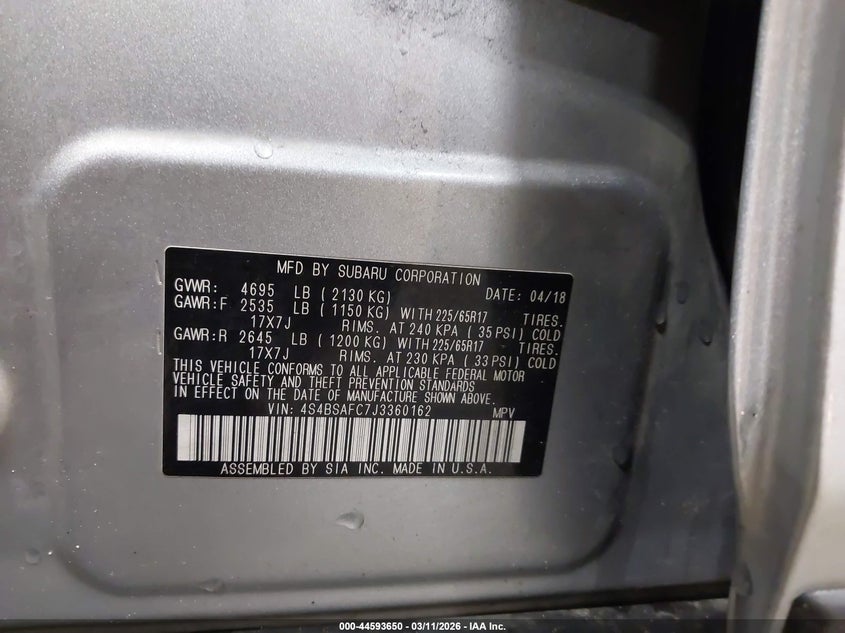 MFD BY SUBARU CORPORATION
GVWR: 4695 LB ( 2130 KG) DATE: 04/18
GAWR:F 2535 LB ( 1150 KG) WITH 225/65R17 TIRES.
17X7J RIMS. AT 240 KPA ( 35 PSI) COLD
GAWR:R 2645 LB ( 1200 KG) WITH 225/65R17 TIRES.
17X7J RIMS. AT 230 KPA ( 33 PSI) COLD
THIS VEHICLE CONFORMS TO ALL APPLICABLE FEDERAL MOTOR
VEHICLE SAFETY AND THEFT PREVENTION STANDARDS
IN EFFECT ON THE DATE OF MANUFACTURE SHOWN ABOVE.
VIN: 4S4BSAFC7J3360162 MPV
ASSEMBLED BY SIA INC. MADE IN U.S.A.
000-44593650 - 03/11/2026 - IAA Inc.